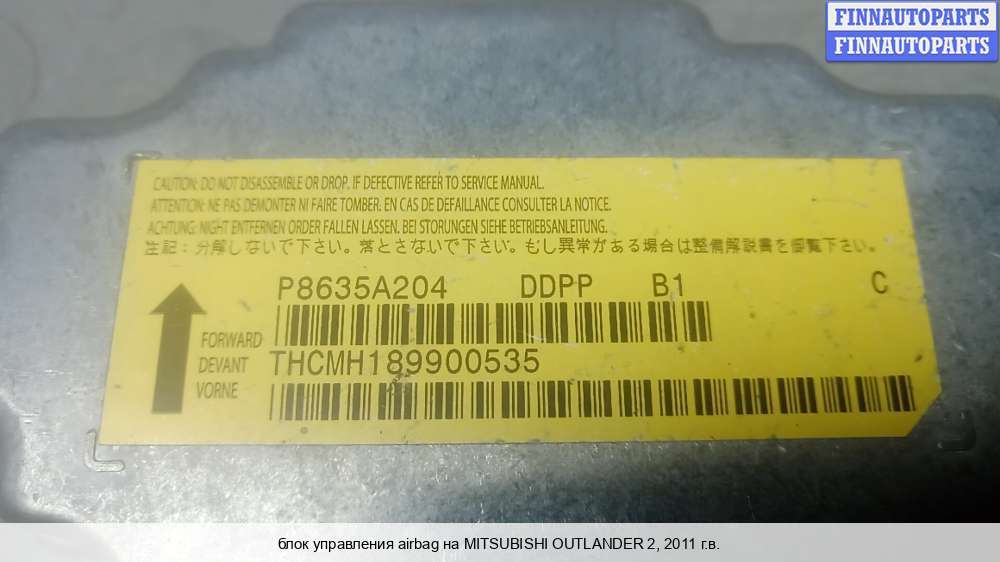 FINNAUTOPARTS
FINNAUTOPARTS
CAUTION: DO NOT DISASSEMBLE OR DROP. IF DEFECTIVE REFER TO SERVICE MANUAL.
ATTENTION: NE PAS DEMONTER NI FAIRE TOMBER. EN CAS DE DEFAILLANCE CONSULTER LA NOTICE.
ACHTUNG: NIGHT ENTFERNEN ORDER FALLEN LASSEN. BEI STORUNGEN SIEHE BETRIEBSANLEITUNG.
注記：分解しないで下さい。落とさないで下さい。もし異常がある場合は整備解説書を御覧下さい。
P8635A204 DDPP B1 C
FORWARD
DEVANT
VORNE
THCMH189900535
блок управления airbag на MITSUBISHI OUTLANDER 2, 2011 г.в.